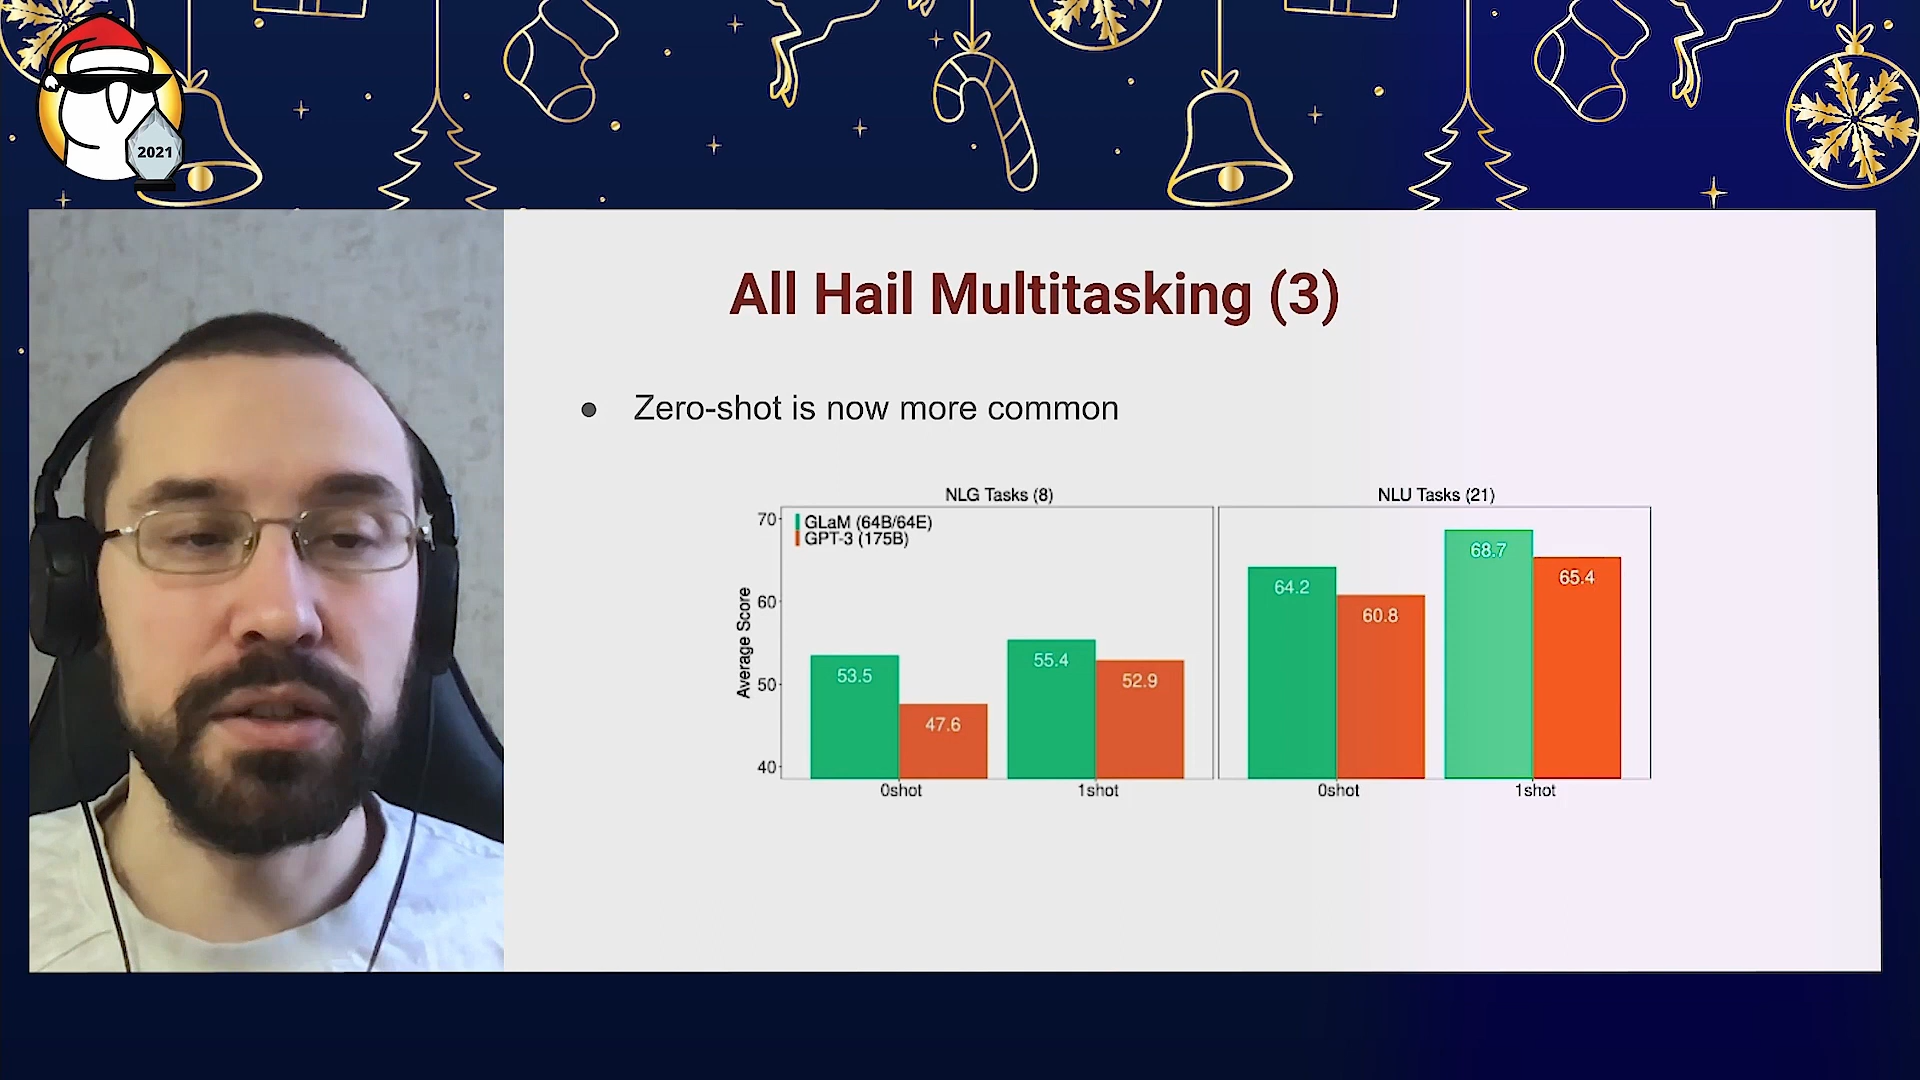 2021
All Hail Multitasking (3)
● Zero-shot is now more common
NLG Tasks (8)
NLU Tasks (21)
GLaM (64B/64E)
GPT-3 (175B)
Average Score
70
60
50
40
53.5
47.6
55.4
52.9
64.2
60.8
68.7
65.4
0shot
1shot
0shot
1shot